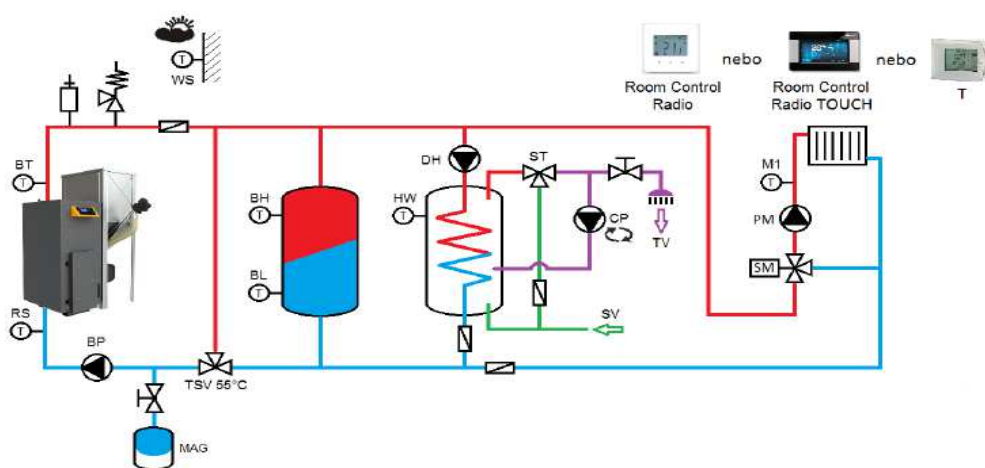 WS
T
nebo
nebo
Room Control
Radio
Room Control
Radio TOUCH
T
BT
T
DH
ST
M1
T
BH
T
HW
T
CP
TV
PM
BL
T
SM
RS
T
SV
BP
TSV 55°C
MAG